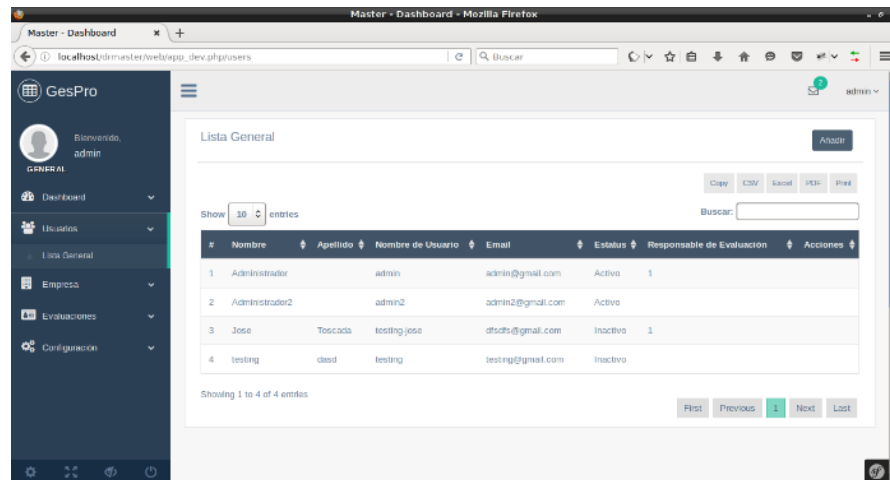 Master - Dashboard - Mozilla Firefox
Master - Dashboard
localhost/drmaster/web/app_dev.php/users
Buscar
GesPro
2
admin
Bienvenido,
admin
GENERAL
Dashboard
Usuarios
Lista General
Empresa
Evaluaciones
Configuración
Lista General
Añadir
Copy CSV Excel PDF Print
Show 10 entries
Buscar:
# Nombre Apellido Nombre de Usuario Email Estatus Responsable de Evaluación Acciones
1 Administrador admin admin@gmail.com Activo 1
2 Administrador2 admin2 admin2@gmail.com Activo
3 Jose Toscada testing-jose dfsdfs@gmail.com Inactivo 1
4 testing dasd testing testing@gmail.com Inactivo
Showing 1 to 4 of 4 entries
First Previous 1 Next Last
sf